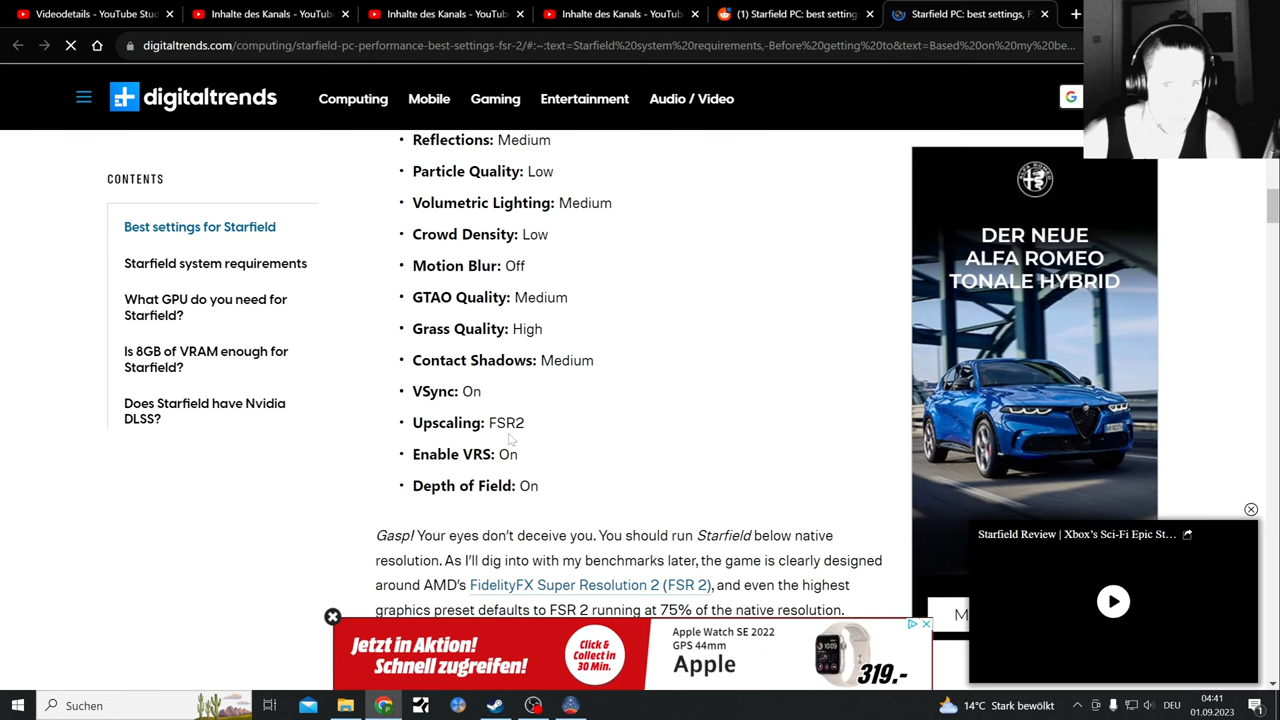 Videodetails - YouTube Stud
Inhalte des Kanals - YouTub
Inhalte des Kanals - YouTub
Inhalte des Kanals - YouTub
(1) Starfield PC: best setting
Starfield PC: best settings, F
digitaltrends.com/computing/starfield-pc-performance-best-settings-fsr-2/#:~:text=Starfield%20system%20requirements,-Before%20getting%20to&text=Based%20on%20my%20be...
digitaltrends
Computing
Mobile
Gaming
Entertainment
Audio / Video
G
CONTENTS
Best settings for Starfield
Starfield system requirements
What GPU do you need for
Starfield?
Is 8GB of VRAM enough for
Starfield?
Does Starfield have Nvidia
DLSS?
• Reflections: Medium
• Particle Quality: Low
• Volumetric Lighting: Medium
• Crowd Density: Low
• Motion Blur: Off
• GTAO Quality: Medium
• Grass Quality: High
• Contact Shadows: Medium
• VSync: On
• Upscaling: FSR2
• Enable VRS: On
• Depth of Field: On
Gasp! Your eyes don’t deceive you. You should run Starfield below native
resolution. As I’ll dig into with my benchmarks later, the game is clearly designed
around AMD’s FidelityFX Super Resolution 2 (FSR 2), and even the highest
graphics preset defaults to FSR 2 running at 75% of the native resolution.
DER NEUE
ALFA ROMEO
TONALE HYBRID
M
Starfield Review | Xbox’s Sci-Fi Epic St...
Jetzt in Aktion!
Schnell zugreifen!
Click &
Collect in
30 Min.
Apple Watch SE 2022
GPS 44mm
Apple
319.-
Suchen
14°C Stark bewölkt
DEU
04:41
01.09.2023